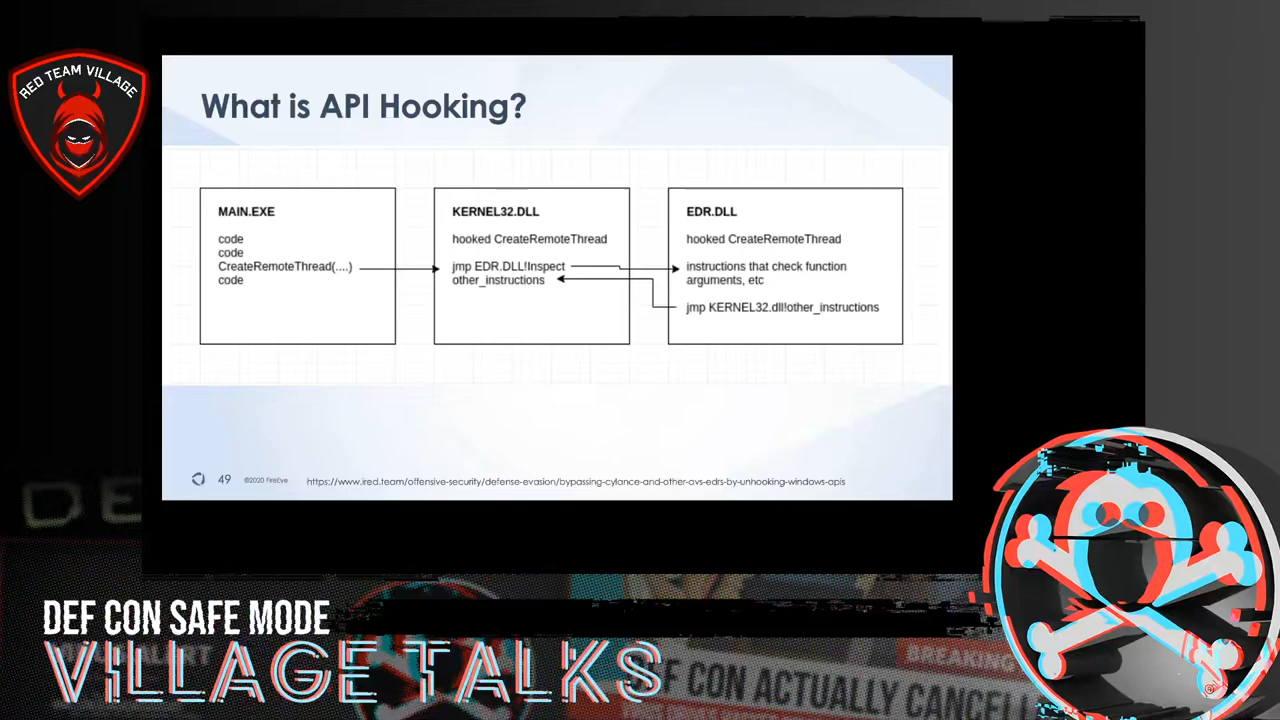 RED TEAM VILLAGE
What is API Hooking?
MAIN.EXE
code
code
CreateRemoteThread(....)
code
KERNEL32.DLL
hooked CreateRemoteThread
jmp EDR.DLL!Inspect
other_instructions
EDR.DLL
hooked CreateRemoteThread
instructions that check function
arguments, etc
jmp KERNEL32.dll!other_instructions
49
©2020 FireEye
https://www.ired.team/offensive-security/defense-evasion/bypassing-cylance-and-other-avs-edrs-by-unhooking-windows-apis
DE
DEF CON SAFE MODE
VILLAGE TALKS
BREAKING
F CON ACTUALLY CANCEL